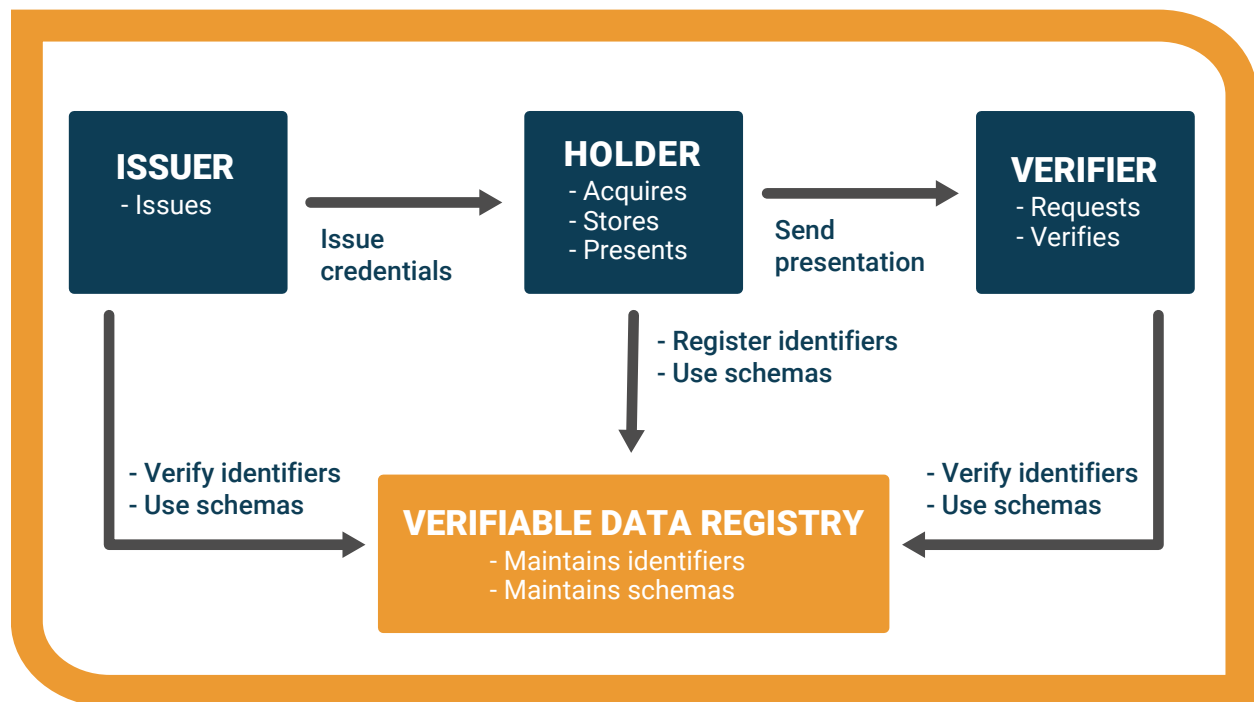 ISSUER
- Issues
Issue
credentials
HOLDER
- Acquires
- Stores
- Presents
Send
presentation
VERIFIER
- Requests
- Verifies
- Register identifiers
- Use schemas
- Verify identifiers
- Use schemas
- Verify identifiers
- Use schemas
VERIFIABLE DATA REGISTRY
- Maintains identifiers
- Maintains schemas